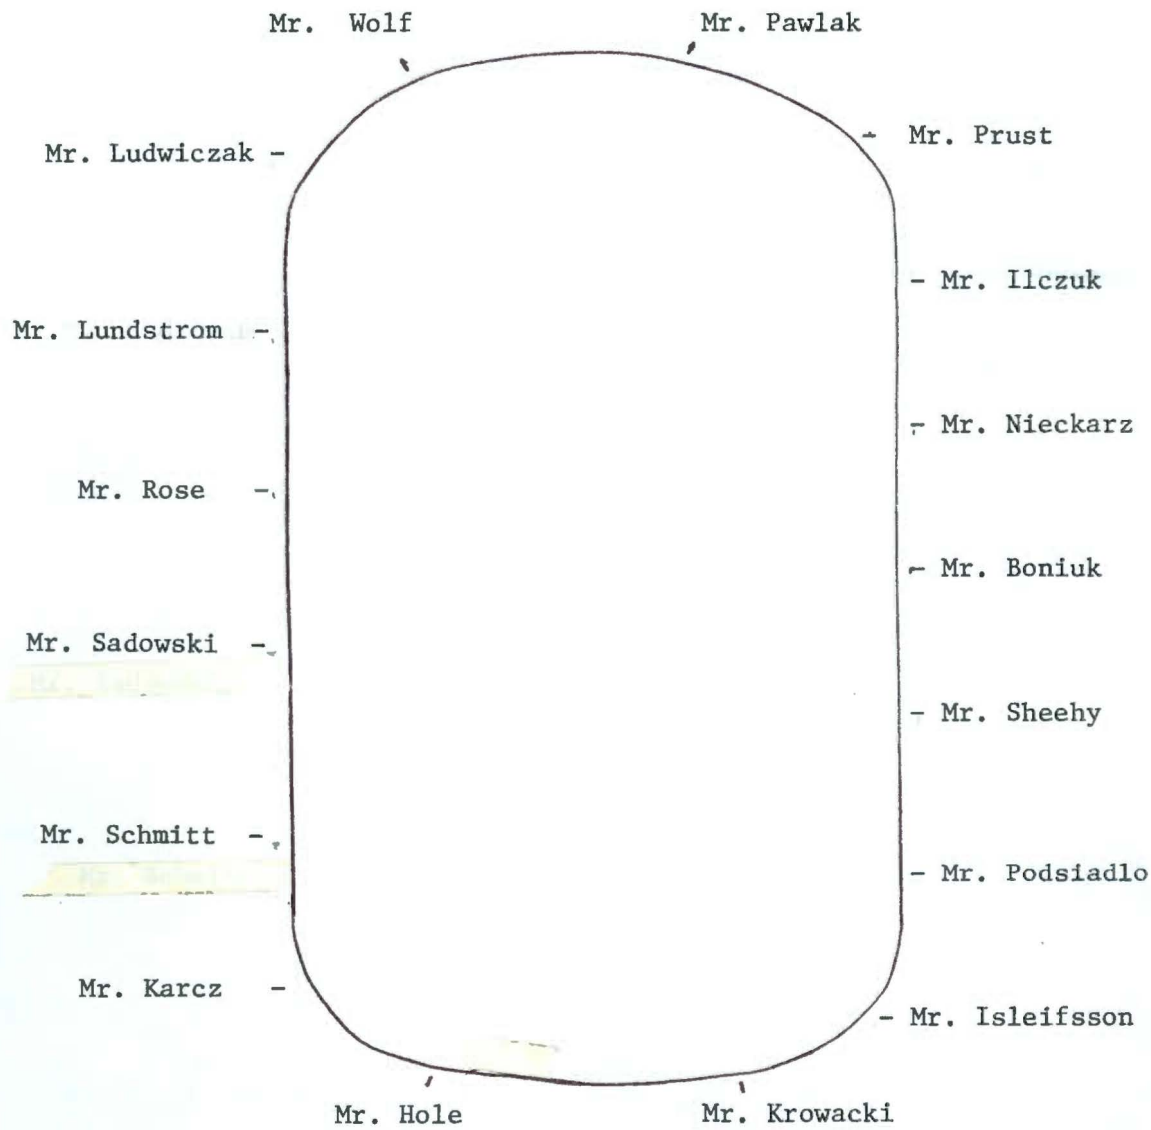 Mr. Wolf
Mr. Pawlak
Mr. Prust
Mr. Ludwiczak -
- Mr. Ilczuk
Mr. Lundstrom -
- Mr. Nieckarz
Mr. Rose -
- Mr. Boniuk
Mr. Sadowski -
- Mr. Sheehy
Mr. Schmitt -
- Mr. Podsiadlo
Mr. Karcz -
- Mr. Isleifsson
Mr. Hole
Mr. Krowacki